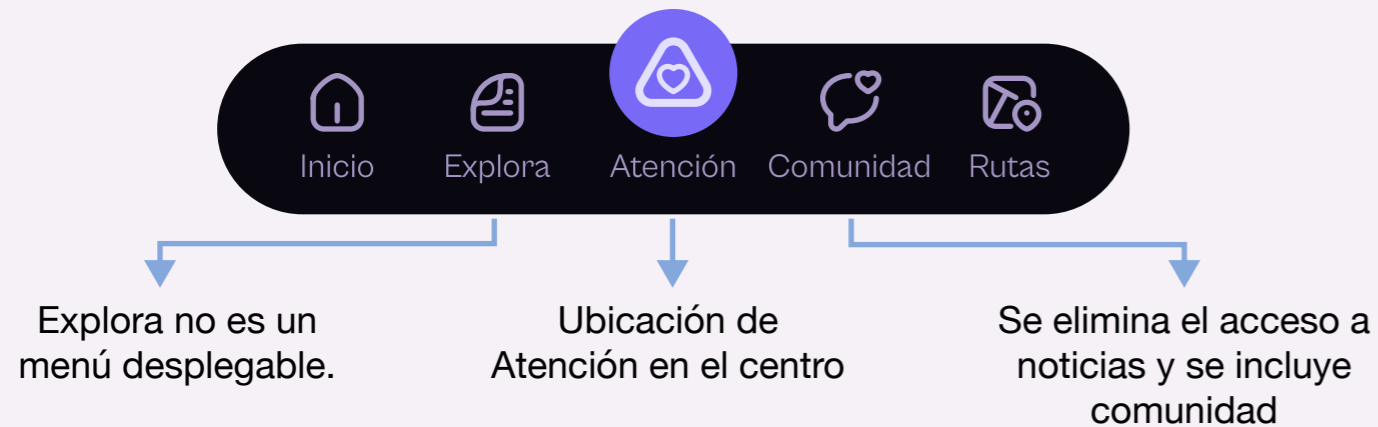 Inicio Explora Atención Comunidad Rutas
Explora no es un
menú desplegable.
Ubicación de
Atención en el centro
Se elimina el acceso a
noticias y se incluye
comunidad